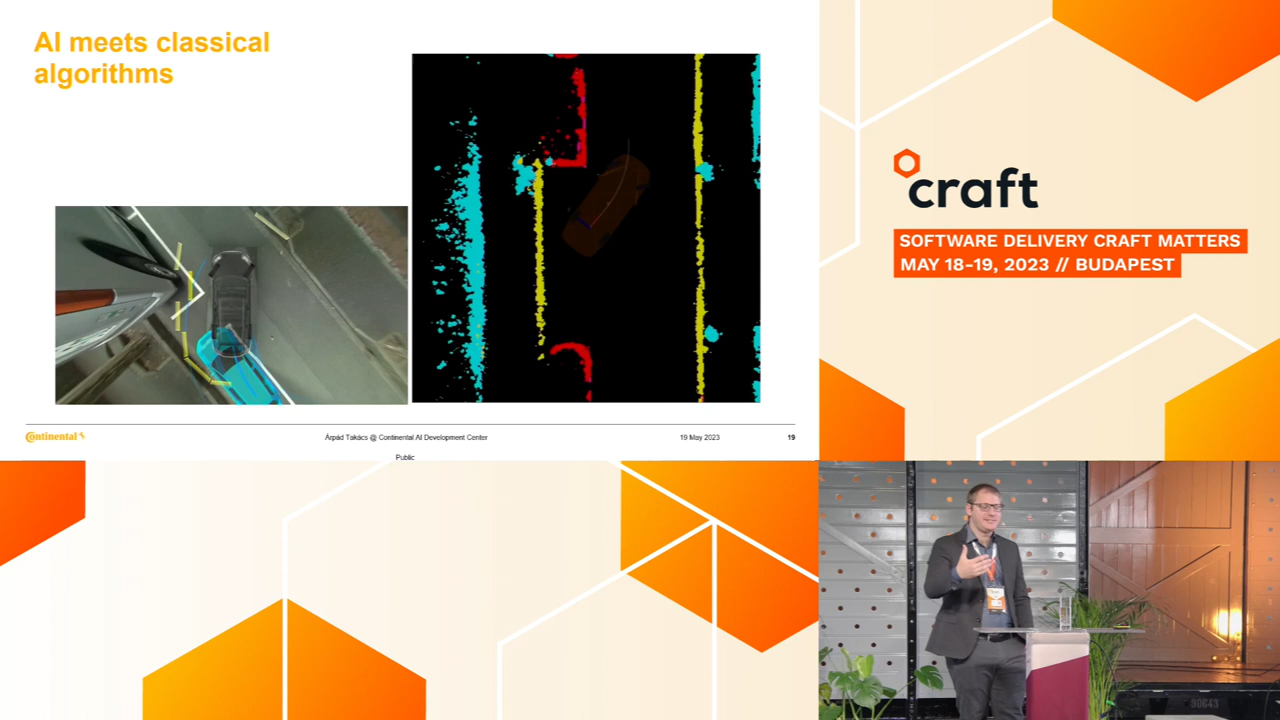 AI meets classical
algorithms
Continental
Árpád Takács @ Continental AI Development Center
19 May 2023
19
Public
craft
SOFTWARE DELIVERY CRAFT MATTERS
MAY 18-19, 2023 // BUDAPEST
90643